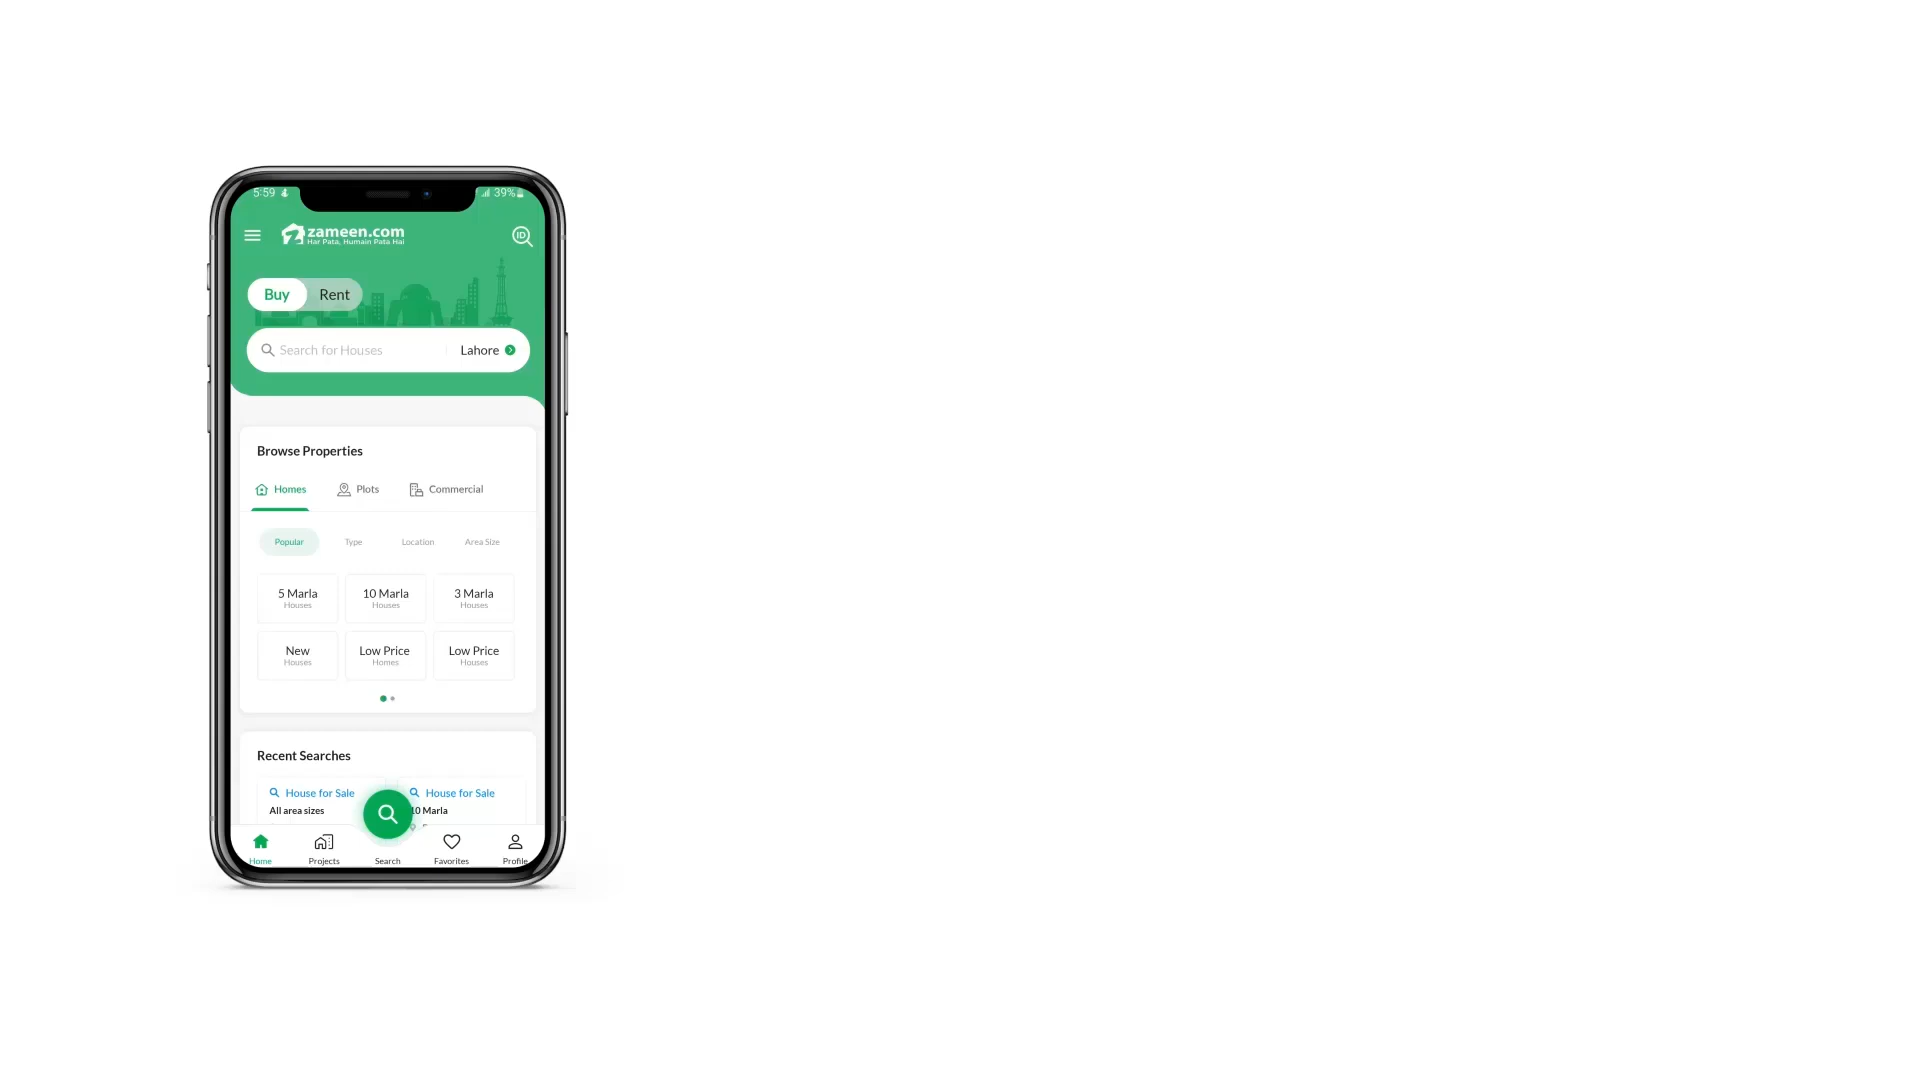 5:59
39%
zameen.com
Har Pata, Humain Pata Hai
ID
Buy Rent
Search for Houses Lahore
Browse Properties
Homes Plots Commercial
Popular Type Location Area Size
5 Marla 10 Marla 3 Marla
Houses Houses Houses
New Low Price Low Price
Houses Homes Houses
Recent Searches
House for Sale House for Sale
All area sizes 10 Marla
Home Projects Search Favorites Profile